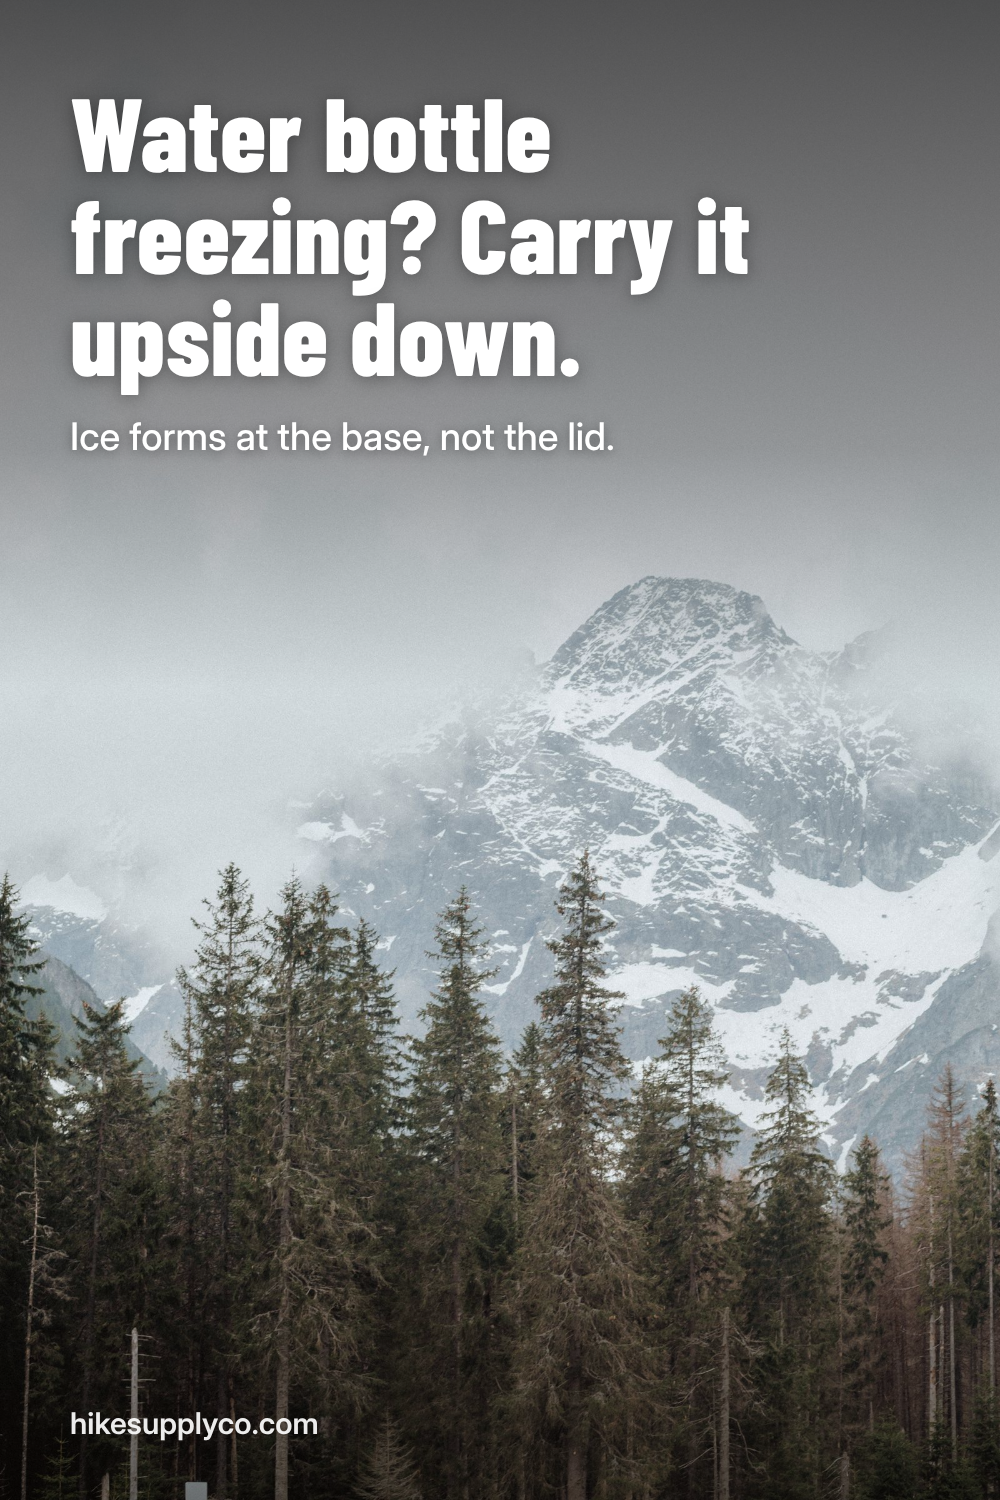 Water bottle
freezing? Carry it
upside down.
Ice forms at the base, not the lid.
hikesupplyco.com